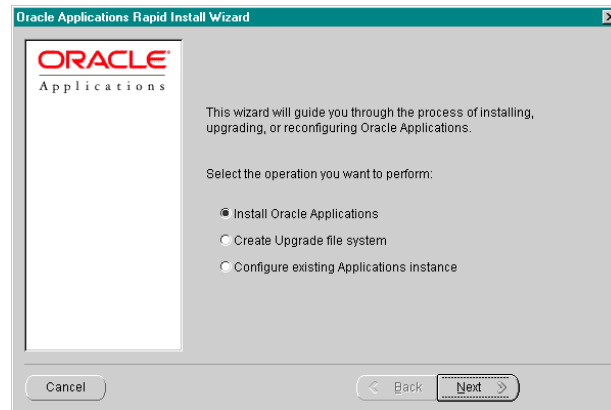 Oracle Applications Rapid Install Wizard
ORACLE
Applications
This wizard will guide you through the process of installing,
upgrading, or reconfiguring Oracle Applications.
Select the operation you want to perform:
Install Oracle Applications
Create Upgrade file system
Configure existing Applications instance
Cancel
Back
Next